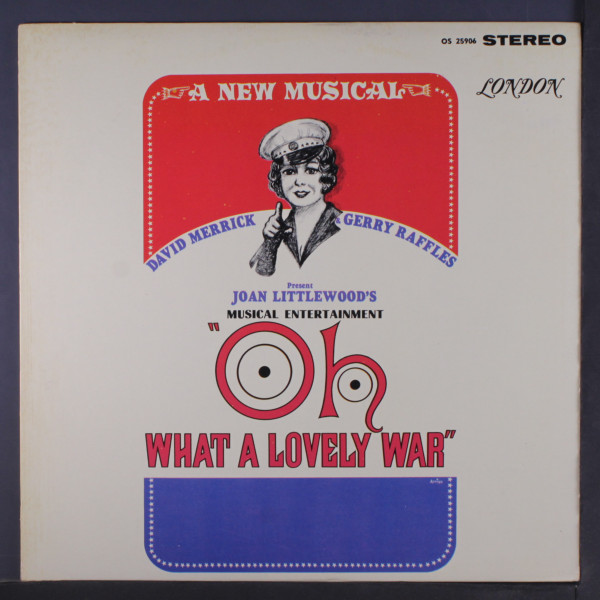 OS 25906 STEREO
LONDON
A NEW MUSICAL
DAVID MERRICK & GERRY RAFFLES
Present
JOAN LITTLEWOOD'S
MUSICAL ENTERTAINMENT
"Oh
WHAT A LOVELY WAR"